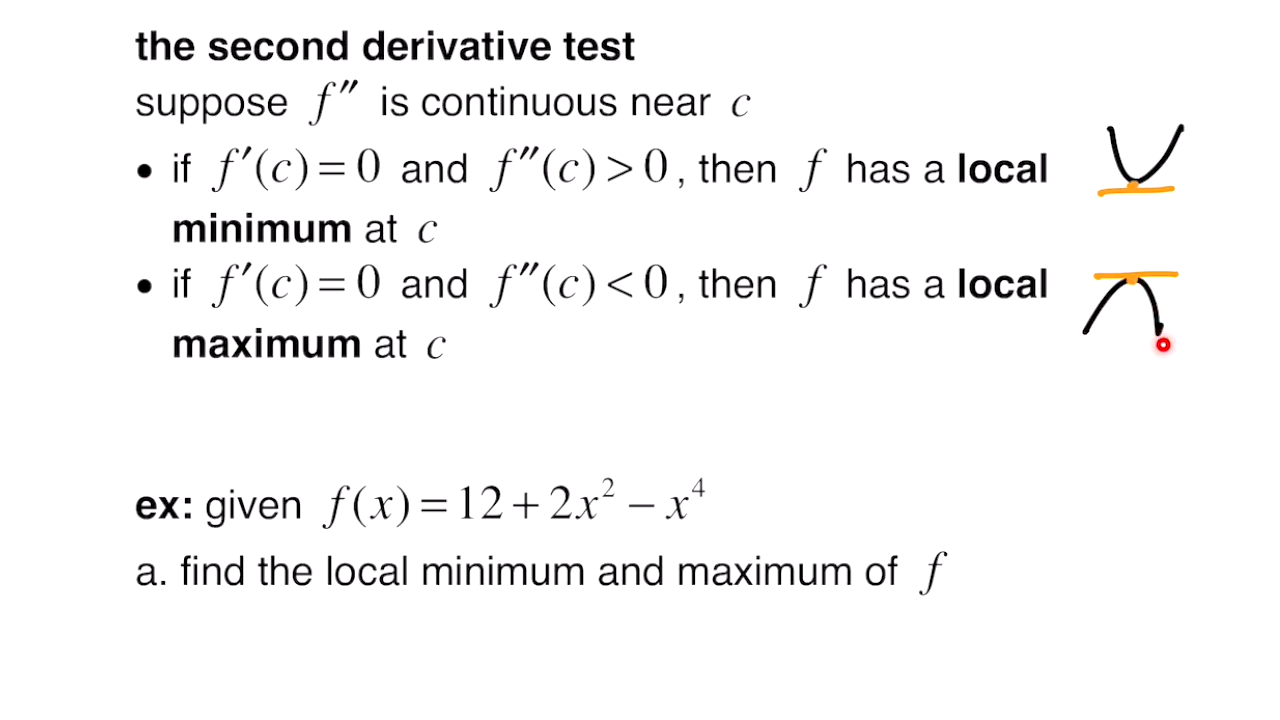 the second derivative test
suppose f″ is continuous near c
• if f′(c) = 0 and f″(c) > 0, then f has a local
minimum at c
• if f′(c) = 0 and f″(c) < 0, then f has a local
maximum at c
ex: given f(x) = 12 + 2x² − x⁴
a. find the local minimum and maximum of f